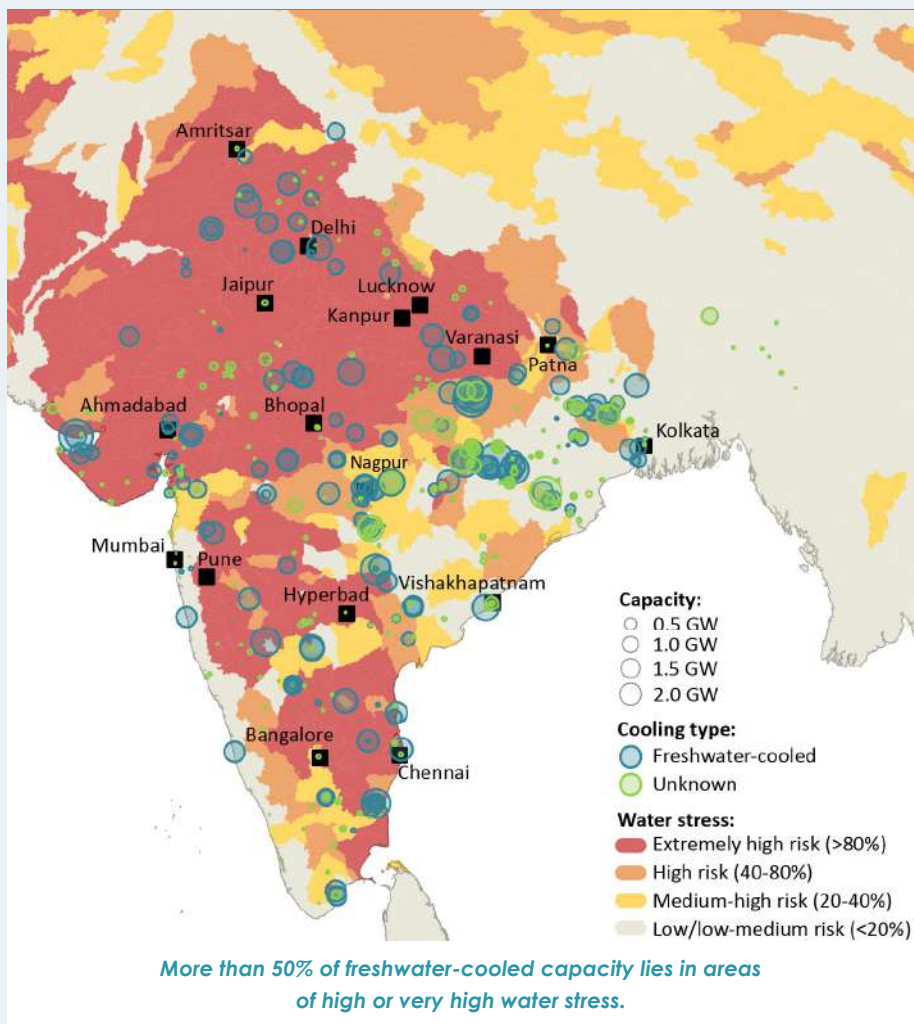 Amritsar
Delhi
Jaipur
Lucknow
Kanpur
Varanasi
Patna
Ahmadabad
Bhopal
Kolkata
Nagpur
Mumbai
Pune
Vishakhapatnam
Hyperbad
Bangalore
Chennai
Capacity:
0.5 GW
1.0 GW
1.5 GW
2.0 GW
Cooling type:
Freshwater-cooled
Unknown
Water stress:
Extremely high risk (>80%)
High risk (40-80%)
Medium-high risk (20-40%)
Low/low-medium risk (<20%)
More than 50% of freshwater-cooled capacity lies in areas
of high or very high water stress.